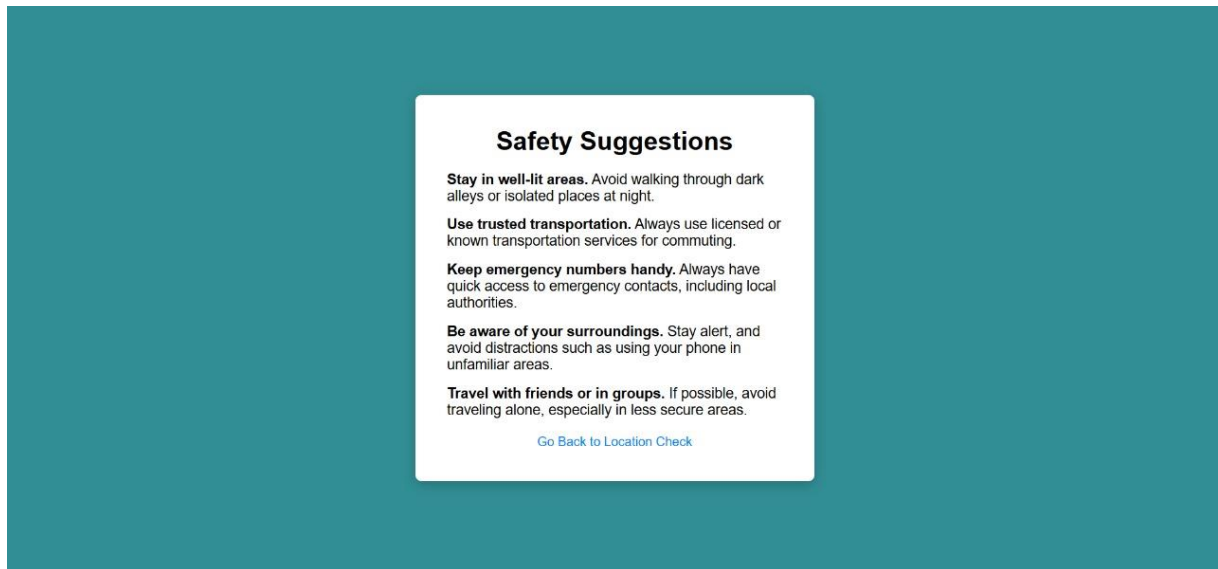 Safety Suggestions
Stay in well-lit areas. Avoid walking through dark
alleys or isolated places at night.
Use trusted transportation. Always use licensed or
known transportation services for commuting.
Keep emergency numbers handy. Always have
quick access to emergency contacts, including local
authorities.
Be aware of your surroundings. Stay alert, and
avoid distractions such as using your phone in
unfamiliar areas.
Travel with friends or in groups. If possible, avoid
traveling alone, especially in less secure areas.
Go Back to Location Check